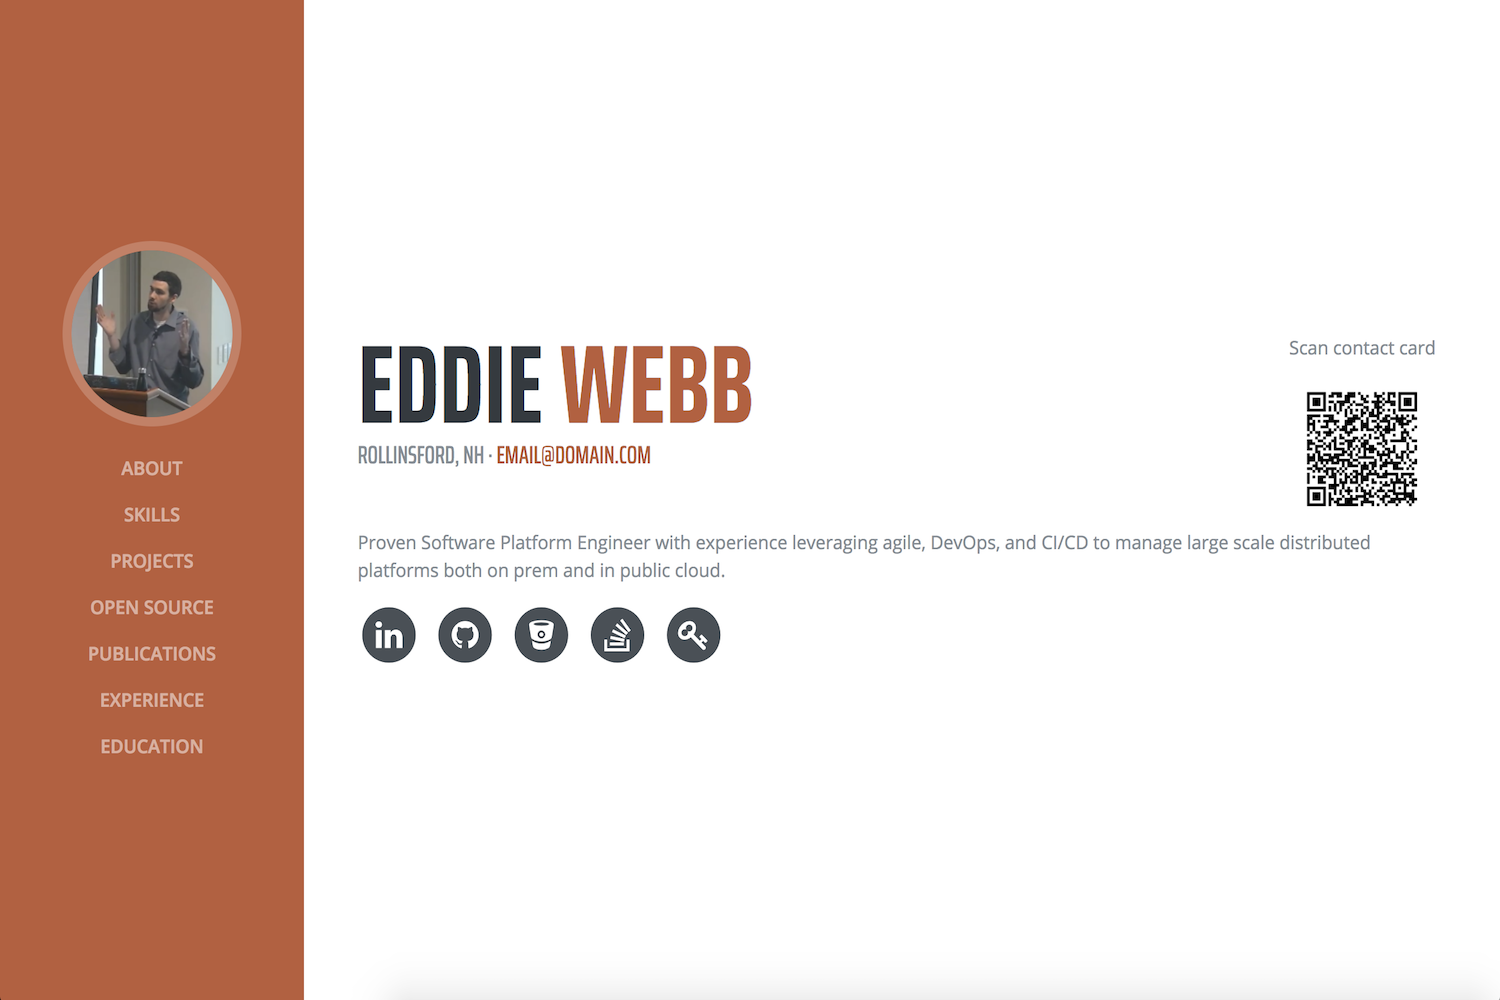 ABOUT
SKILLS
PROJECTS
OPEN SOURCE
PUBLICATIONS
EXPERIENCE
EDUCATION
EDDIE WEBB
ROLLINSFORD, NH · EMAIL@DOMAIN.COM
Scan contact card
Proven Software Platform Engineer with experience leveraging agile, DevOps, and CI/CD to manage large scale distributed
platforms both on prem and in public cloud.
in